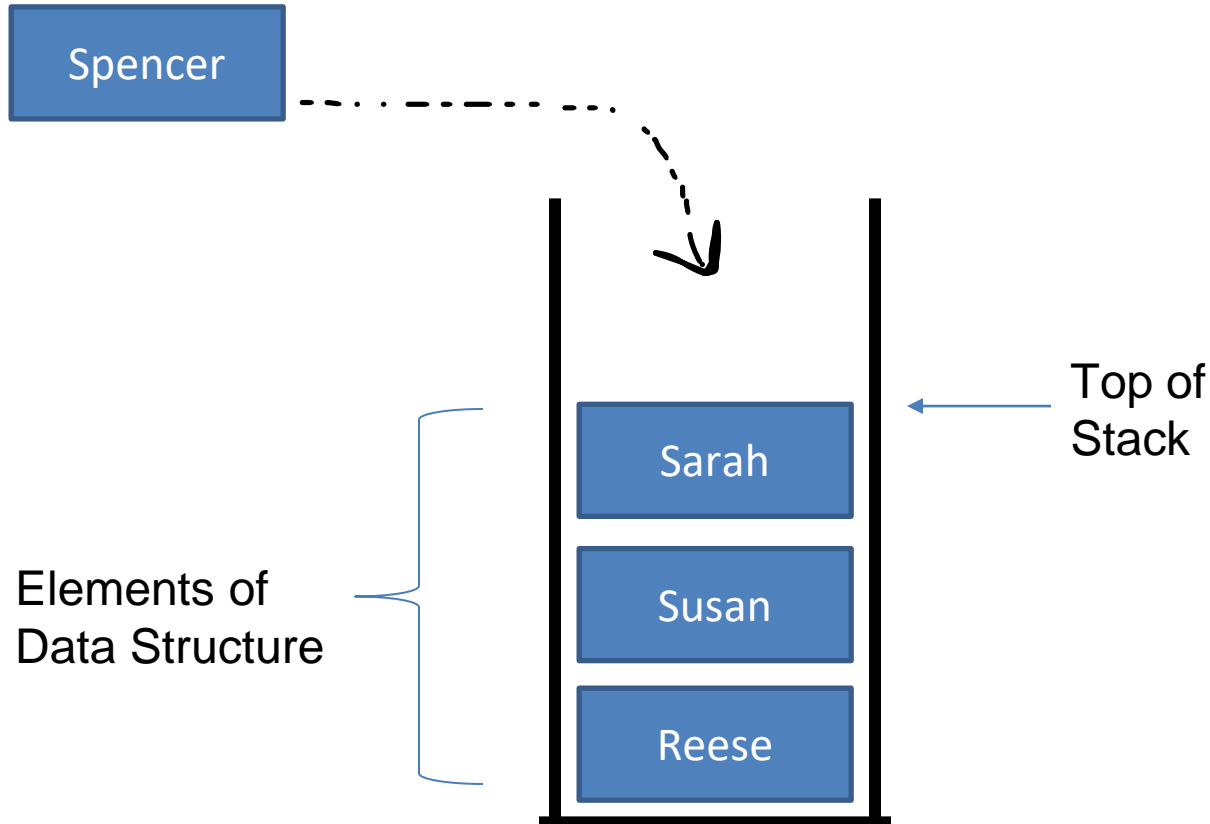 Spencer
Top of
Stack
Sarah
Elements of
Data Structure
Susan
Reese